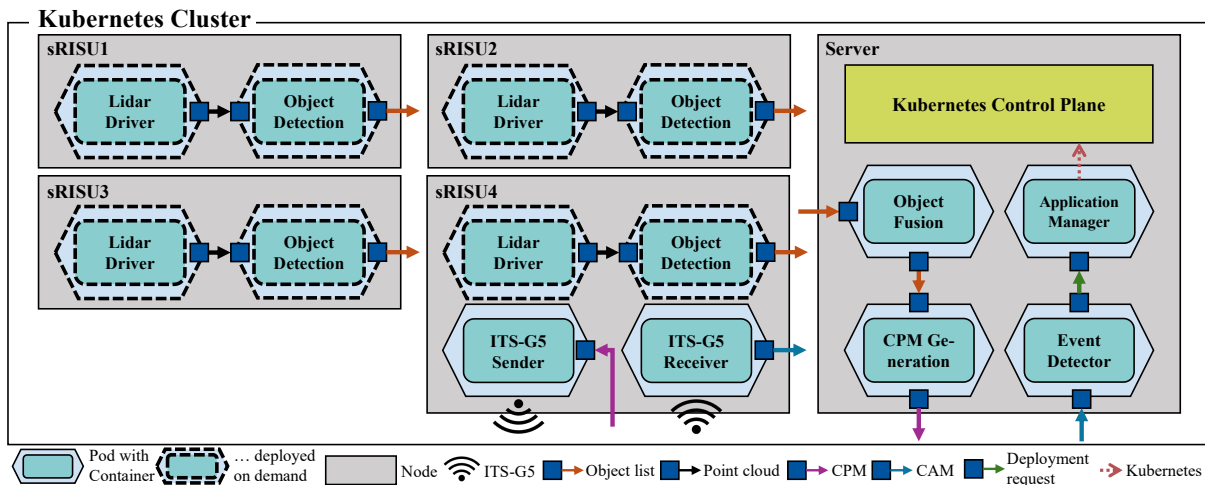 Kubernetes Cluster
sRISU1
Lidar
Driver
Object
Detection
sRISU2
Lidar
Driver
Object
Detection
Server
Kubernetes Control Plane
sRISU3
Lidar
Driver
Object
Detection
sRISU4
Lidar
Driver
Object
Detection
ITS-G5
Sender
ITS-G5
Receiver
Object
Fusion
Application
Manager
CPM Ge-
neration
Event
Detector
Pod with
Container
… deployed
on demand
Node
ITS-G5
Object list
Point cloud
CPM
CAM
Deployment
request
Kubernetes